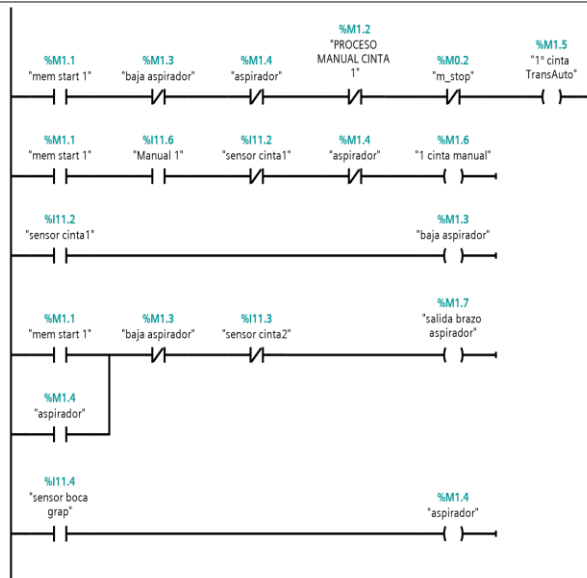 %M1.2
"PROCESO
MANUAL CINTA
1"
%M1.1
"mem start 1"
%M1.3
"baja aspirador"
%M1.4
"aspirador"
%M0.2
"m_stop"
%M1.5
"1º cinta
TransAuto"
%M1.1
"mem start 1"
%I11.6
"Manual 1"
%I11.2
"sensor cinta1"
%M1.4
"aspirador"
%M1.6
"1 cinta manual"
%I11.2
"sensor cinta1"
%M1.3
"baja aspirador"
%M1.1
"mem start 1"
%M1.3
"baja aspirador"
%I11.3
"sensor cinta2"
%M1.7
"salida brazo
aspirador"
%M1.4
"aspirador"
%I11.4
"sensor boca
grap"
%M1.4
"aspirador"